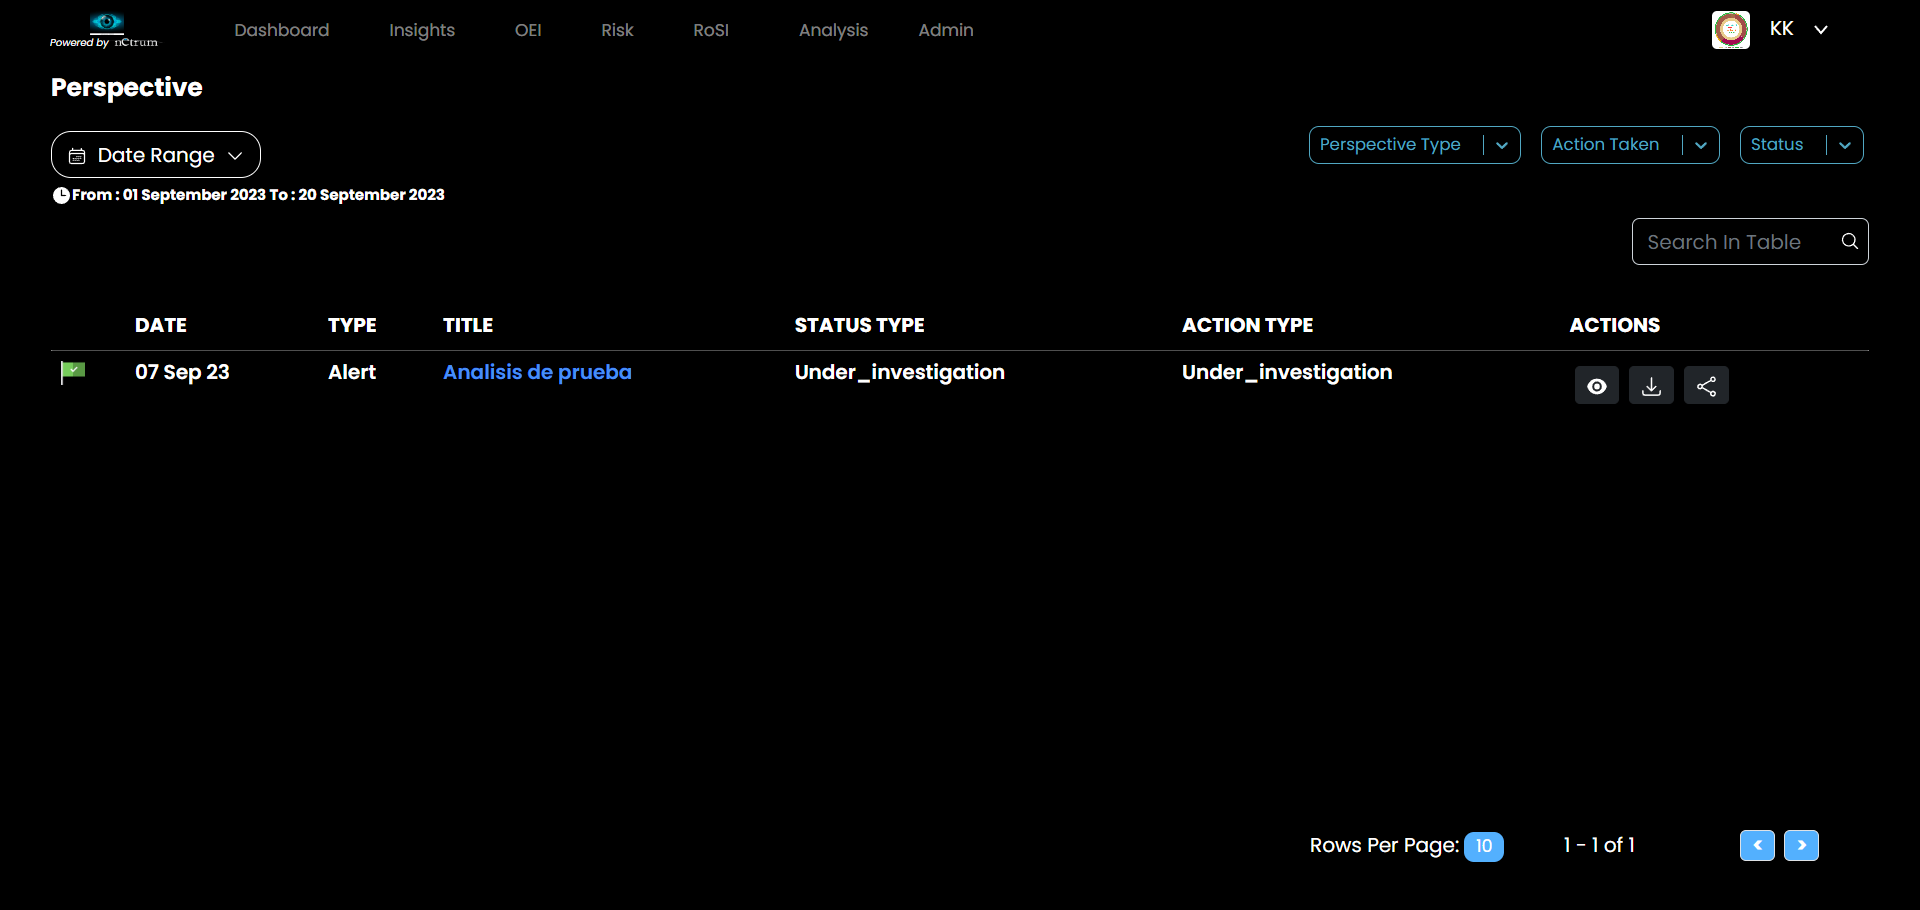 Powered by nCtrum
Dashboard Insights OEI Risk RoSI Analysis Admin
KK
Perspective
Date Range
From : 01 September 2023 To : 20 September 2023
Perspective Type
Action Taken
Status
Search In Table
DATE TYPE TITLE STATUS TYPE ACTION TYPE ACTIONS
07 Sep 23 Alert Analisis de prueba Under_investigation Under_investigation
Rows Per Page: 10 1 - 1 of 1